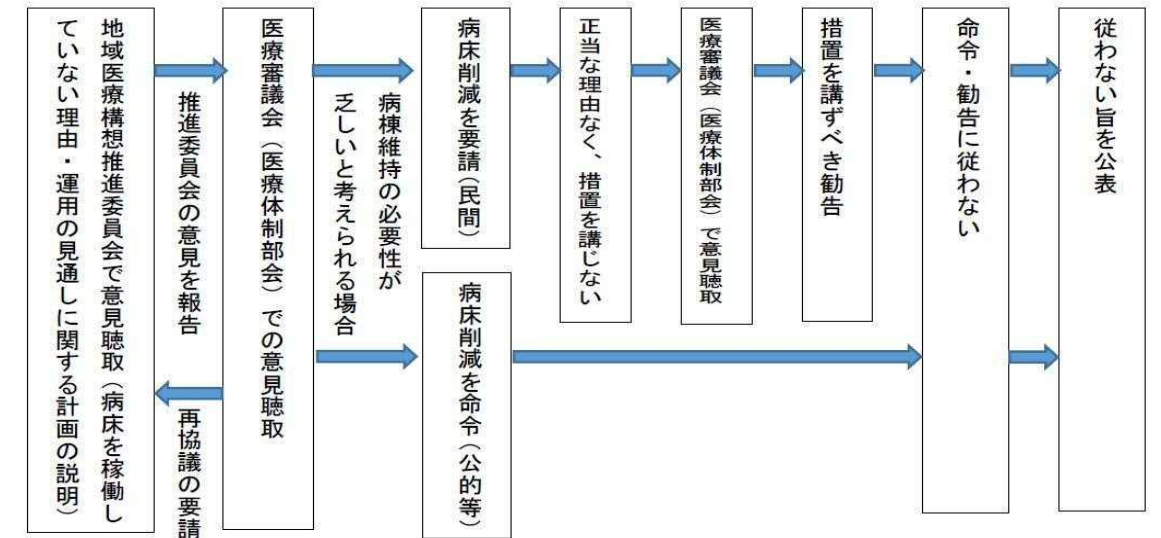 地域医療構想推進委員会で意見聴取（病床を稼働し
ていない理由・運用の見通しに関する計画の説明）
推進委員会の意見を報告
再協議の要請
医療審議会（医療体制部会）での意見聴取
病棟維持の必要性が
乏しいと考えられる場合
病床削減を要請（民間）
病床削減を命令（公的等）
正当な理由なく、措置を講じない
医療審議会（医療体制部会）で意見聴取
措置を講ずべき勧告
命令・勧告に従わない
従わない旨を公表